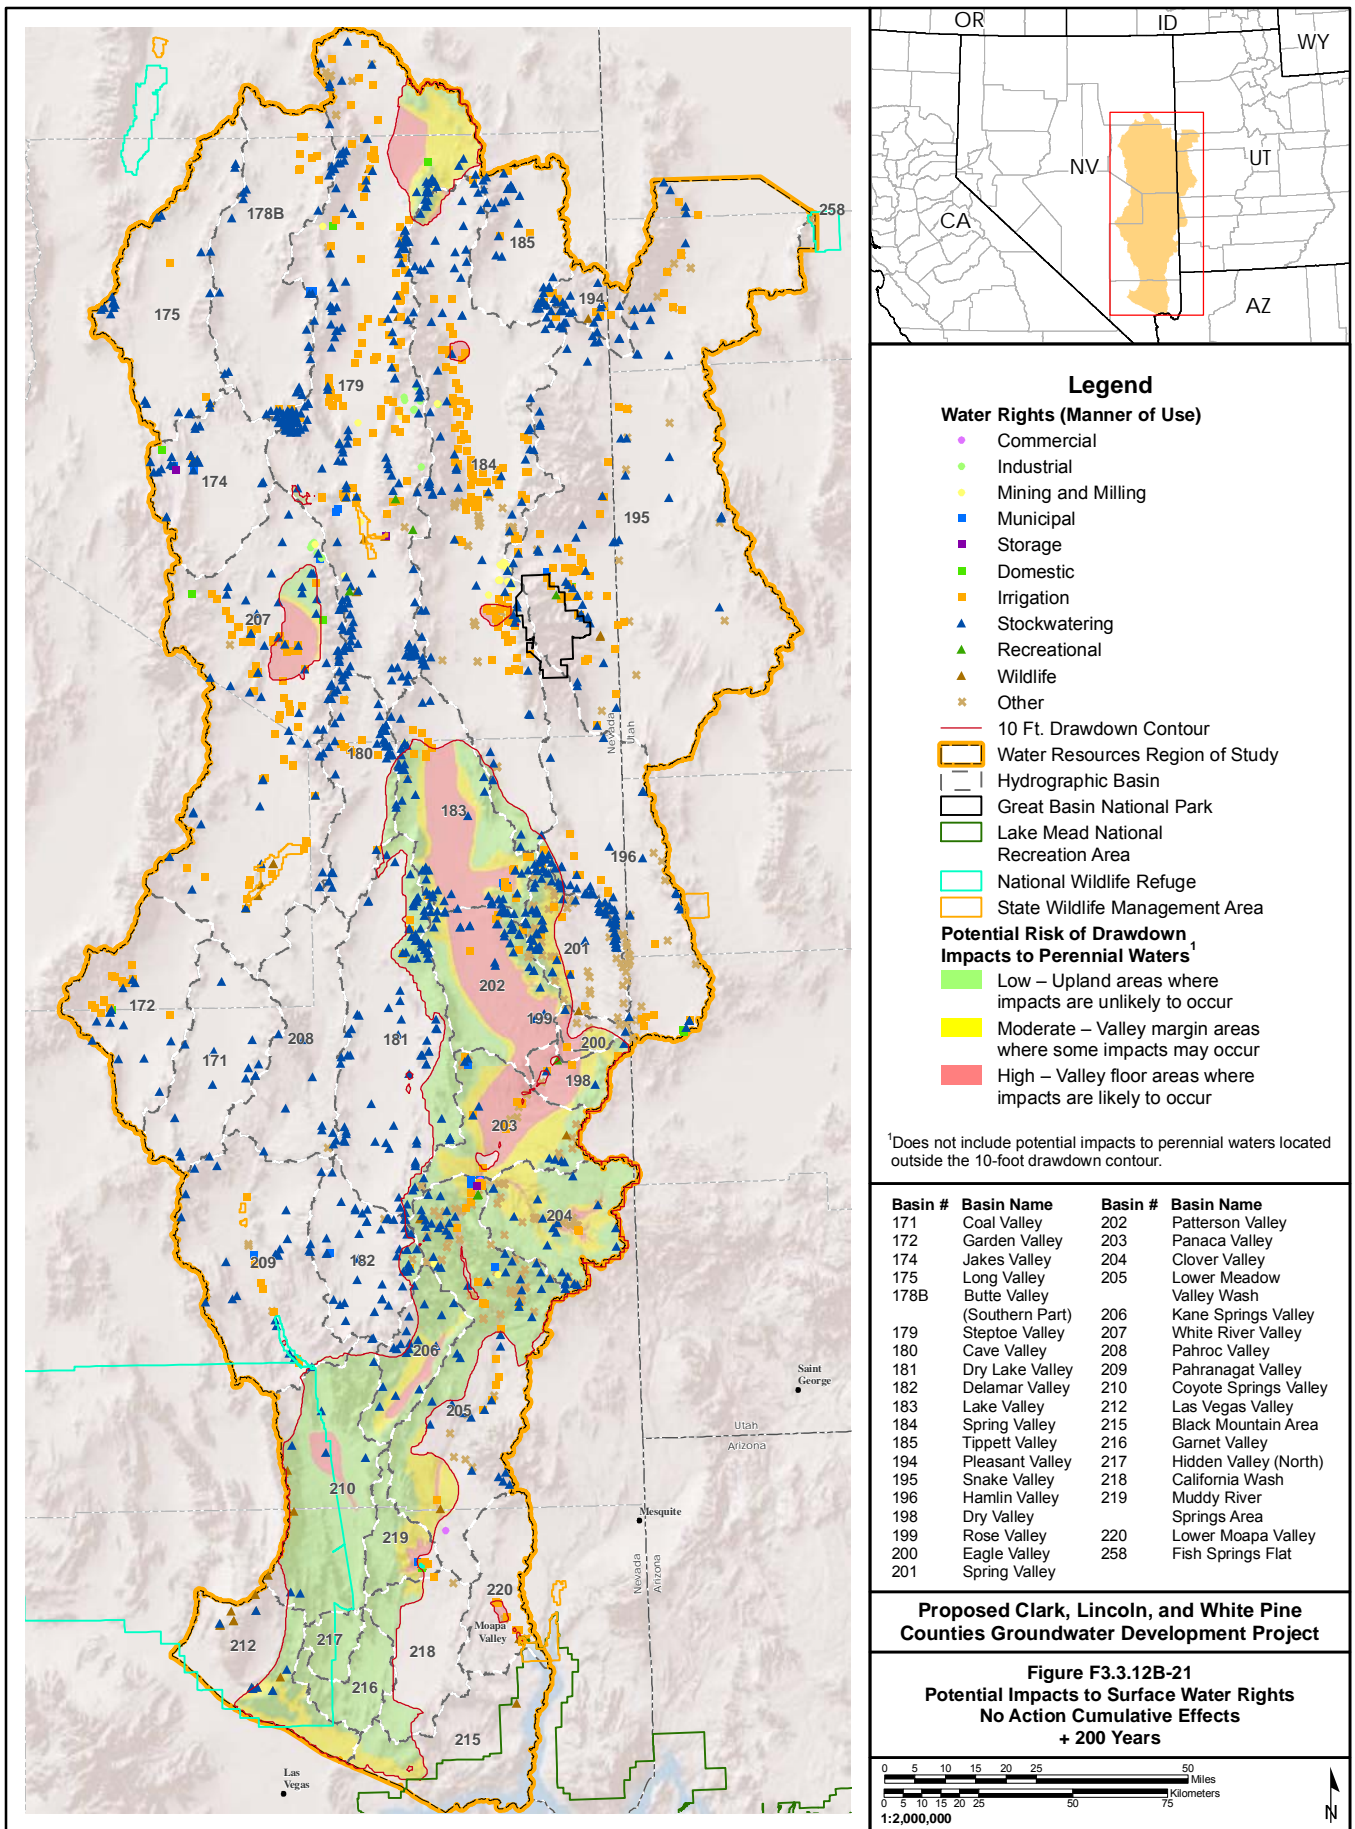 258
178B
185
194
175
179
184
174
195
207
Nevada
Utah
180
183
196
201
202
172
199
208
181
200
171
198
203
204
209
182
206
Saint
George
205
Utah
Arizona
210
Mesquite
219
Nevada
Arizona
220
Moapa
Valley
212
217
218
216
215
Las
Vegas
OR
ID
WY
NV
UT
CA
AZ
Legend
Water Rights (Manner of Use)
Commercial
Industrial
Mining and Milling
Municipal
Storage
Domestic
Irrigation
Stockwatering
Recreational
Wildlife
Other
10 Ft. Drawdown Contour
Water Resources Region of Study
Hydrographic Basin
Great Basin National Park
Lake Mead National
Recreation Area
National Wildlife Refuge
State Wildlife Management Area
Potential Risk of Drawdown
Impacts to Perennial Waters1
Low – Upland areas where
impacts are unlikely to occur
Moderate – Valley margin areas
where some impacts may occur
High – Valley floor areas where
impacts are likely to occur
1Does not include potential impacts to perennial waters located
outside the 10-foot drawdown contour.
Basin # Basin Name Basin # Basin Name
171 Coal Valley 202 Patterson Valley
172 Garden Valley 203 Panaca Valley
174 Jakes Valley 204 Clover Valley
175 Long Valley 205 Lower Meadow
178B Butte Valley Valley Wash
(Southern Part) 206 Kane Springs Valley
179 Steptoe Valley 207 White River Valley
180 Cave Valley 208 Pahroc Valley
181 Dry Lake Valley 209 Pahranagat Valley
182 Delamar Valley 210 Coyote Springs Valley
183 Lake Valley 212 Las Vegas Valley
184 Spring Valley 215 Black Mountain Area
185 Tippett Valley 216 Garnet Valley
194 Pleasant Valley 217 Hidden Valley (North)
195 Snake Valley 218 California Wash
196 Hamlin Valley 219 Muddy River
198 Dry Valley Springs Area
199 Rose Valley 220 Lower Moapa Valley
200 Eagle Valley 258 Fish Springs Flat
201 Spring Valley
Proposed Clark, Lincoln, and White Pine
Counties Groundwater Development Project
Figure F3.3.12B-21
Potential Impacts to Surface Water Rights
No Action Cumulative Effects
+ 200 Years
0 5 10 15 20 25 50
Miles
Kilometers
0 5 10 15 20 25 50 75
1:2,000,000
N